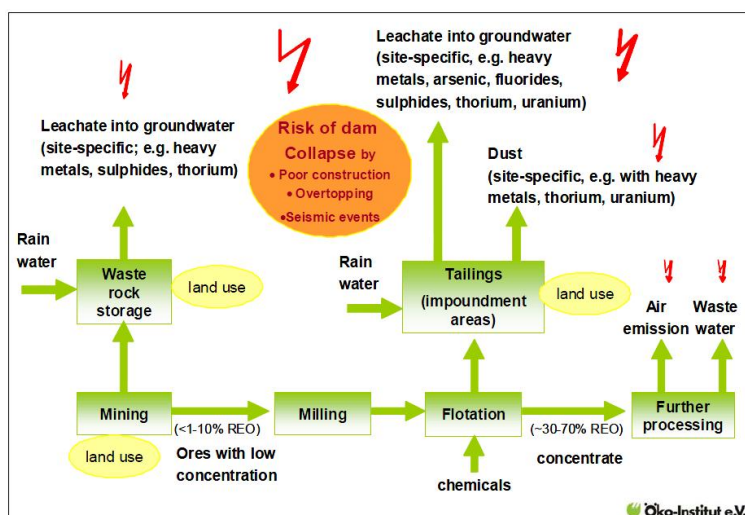 Leachate into groundwater
(site-specific; e.g. heavy
metals, sulphides, thorium)
Risk of dam
Collapse by
• Poor construction
• Overtopping
•Seismic events
Leachate into groundwater
(site-specific, e.g. heavy
metals, arsenic, fluorides,
sulphides, thorium, uranium)
Dust
(site-specific, e.g. with heavy
metals, thorium, uranium)
Rain
water
Waste
rock
storage
land use
Rain
water
Tailings
(impoundment
areas)
land use
Air
emission
Waste
water
Mining
(<1-10% REO)
Milling
Flotation
(~30-70% REO)
Further
processing
land use
Ores with low
concentration
concentrate
chemicals
Öko-Institut e.V.